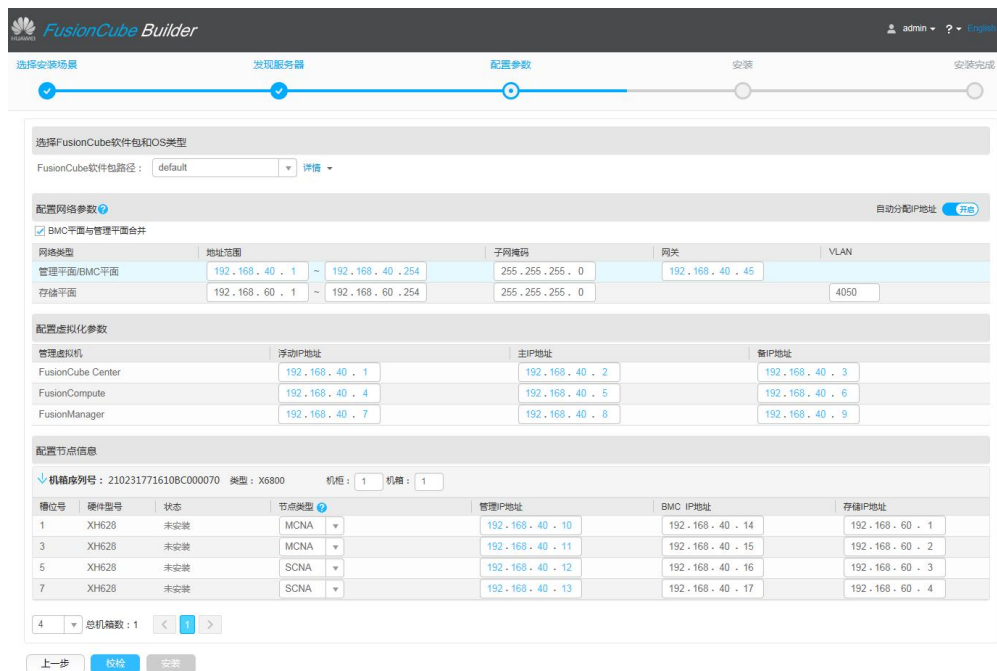 HUAWEI FusionCube Builder admin ? English
选择安装场景 发现服务器 配置参数 安装 安装完成
选择FusionCube软件包和OS类型
FusionCube软件包路径： default 详情
配置网络参数 ? 自动分配IP地址 开启
BMC平面与管理平面合并
网络类型 地址范围 子网掩码 网关 VLAN
管理平面/BMC平面 192.168.40.1 ~ 192.168.40.254 255.255.255.0 192.168.40.45
存储平面 192.168.60.1 ~ 192.168.60.254 255.255.255.0 4050
配置虚拟化参数
管理虚拟机 浮动IP地址 主IP地址 备IP地址
FusionCube Center 192.168.40.1 192.168.40.2 192.168.40.3
FusionCompute 192.168.40.4 192.168.40.5 192.168.40.6
FusionManager 192.168.40.7 192.168.40.8 192.168.40.9
配置节点信息
机箱序列号：210231771610BC000070 类型：X6800 机柜： 1 机箱： 1
槽位号 硬件型号 状态 节点类型 ? 管理IP地址 BMC IP地址 存储IP地址
1 XH628 未安装 MCNA 192.168.40.10 192.168.40.14 192.168.60.1
3 XH628 未安装 MCNA 192.168.40.11 192.168.40.15 192.168.60.2
5 XH628 未安装 SCNA 192.168.40.12 192.168.40.16 192.168.60.3
7 XH628 未安装 SCNA 192.168.40.13 192.168.40.17 192.168.60.4
4 总机箱数：1 < 1 >
上一步 校检 安装